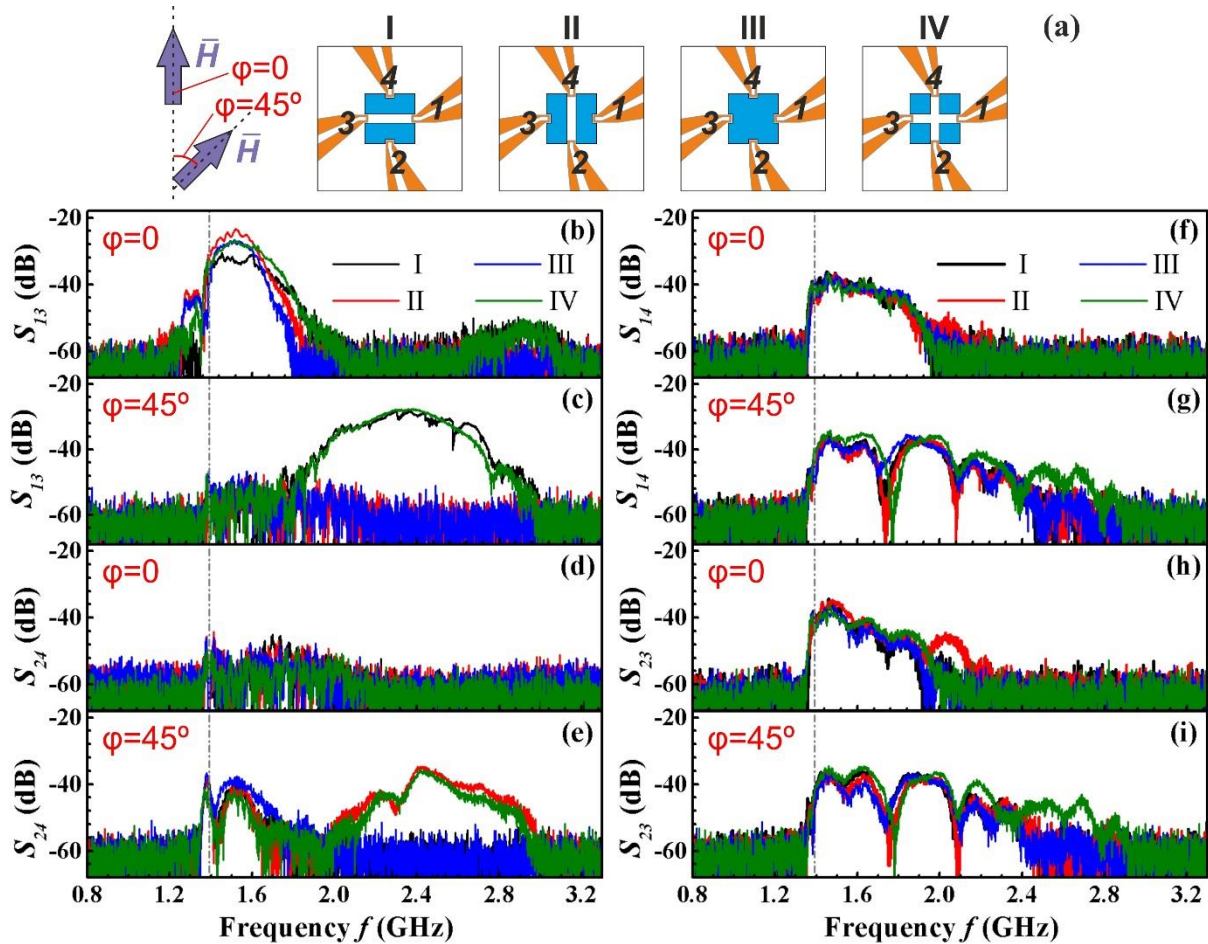 I II III IV (a)
H̅ φ=0
φ=45º
H̅
4 1 3 2
4 1 3 2
4 1 3 2
4 1 3 2
-20 φ=0 (b)
I III
II IV
-40
-60
S13 (dB)
-20 φ=45º (c)
-40
-60
S13 (dB)
-20 φ=0 (d)
-40
-60
S24 (dB)
-20 φ=45º (e)
-40
-60
S24 (dB)
0.8 1.2 1.6 2.0 2.4 2.8 3.2
Frequency f (GHz)
-20 φ=0 (f)
I III
II IV
-40
-60
S14 (dB)
-20 φ=45º (g)
-40
-60
S14 (dB)
-20 φ=0 (h)
-40
-60
S23 (dB)
-20 φ=45º (i)
-40
-60
S23 (dB)
0.8 1.2 1.6 2.0 2.4 2.8 3.2
Frequency f (GHz)